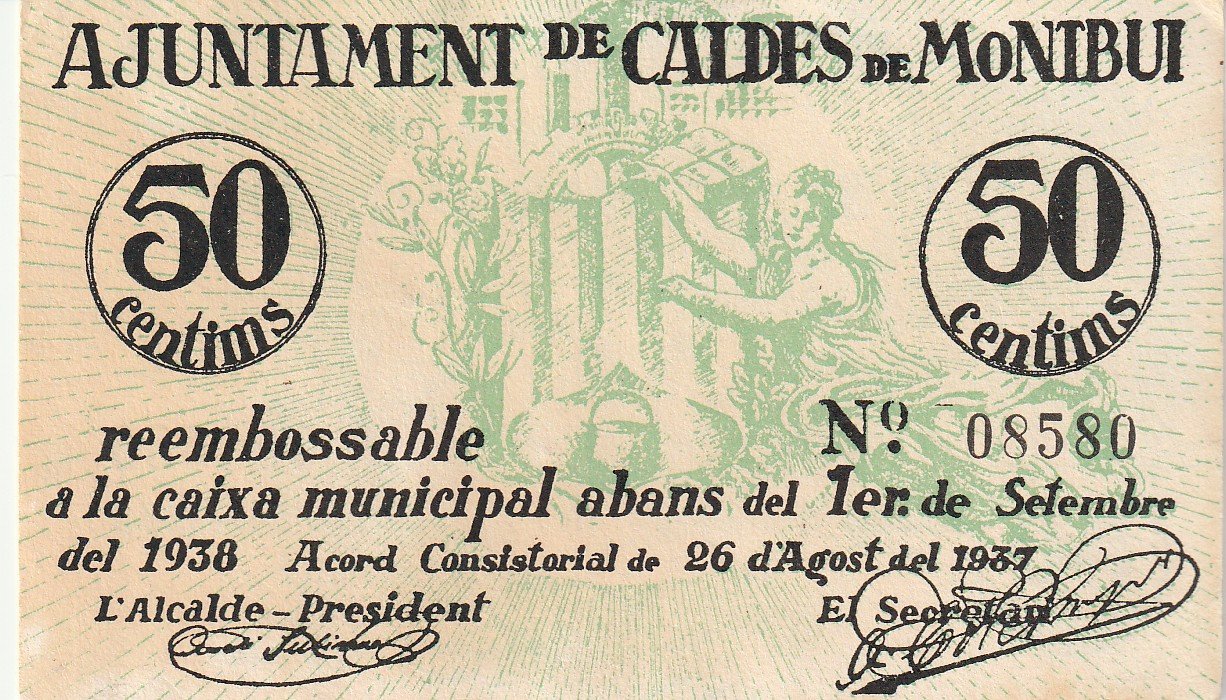 AJUNTAMENT DE CALDES DE MONTBUI
50 50
centims centims
reembossable Nº. 08580
a la caixa municipal abans del 1er. de Setembre
del 1938 Acord Consistorial de 26 d'Agost del 1937
L'Alcalde-President El Secretari